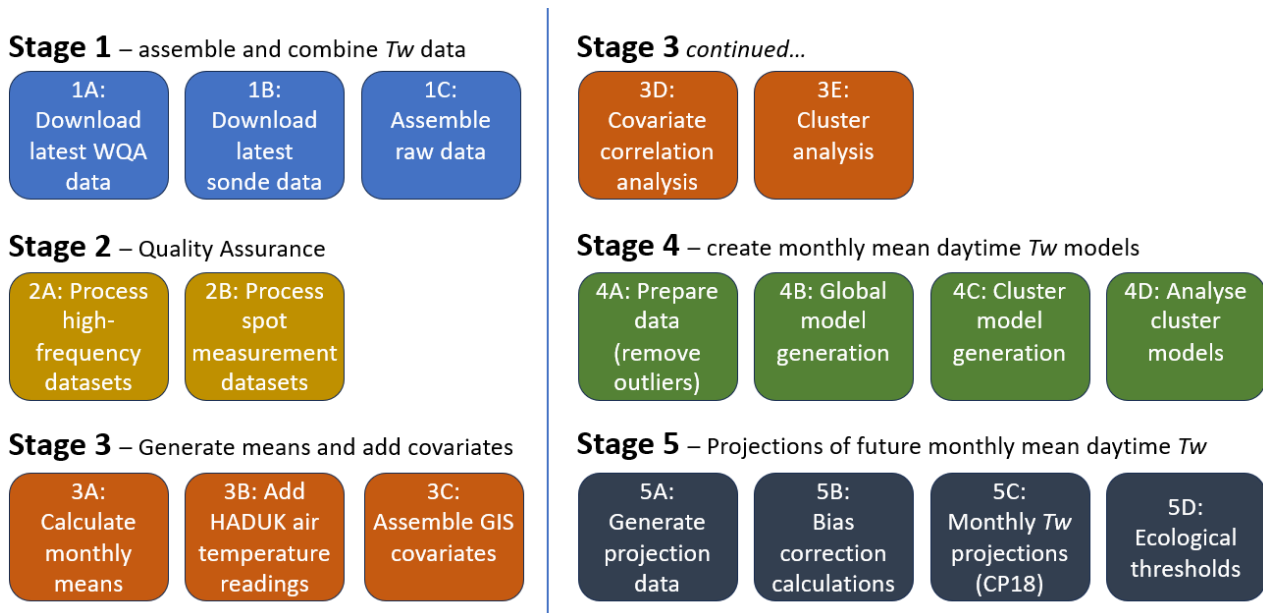 Stage 1 – assemble and combine Tw data
1A:
Download
latest WQA
data
1B:
Download
latest
sonde data
1C:
Assemble
raw data
Stage 2 – Quality Assurance
2A: Process
high-
frequency
datasets
2B: Process
spot
measurement
datasets
Stage 3 – Generate means and add covariates
3A:
Calculate
monthly
means
3B: Add
HADUK air
temperature
readings
3C:
Assemble GIS
covariates
Stage 3 continued…
3D:
Covariate
correlation
analysis
3E:
Cluster
analysis
Stage 4 – create monthly mean daytime Tw models
4A: Prepare
data
(remove
outliers)
4B: Global
model
generation
4C: Cluster
model
generation
4D: Analyse
cluster
models
Stage 5 – Projections of future monthly mean daytime Tw
5A:
Generate
projection
data
5B:
Bias
correction
calculations
5C:
Monthly Tw
projections
(CP18)
5D:
Ecological
thresholds